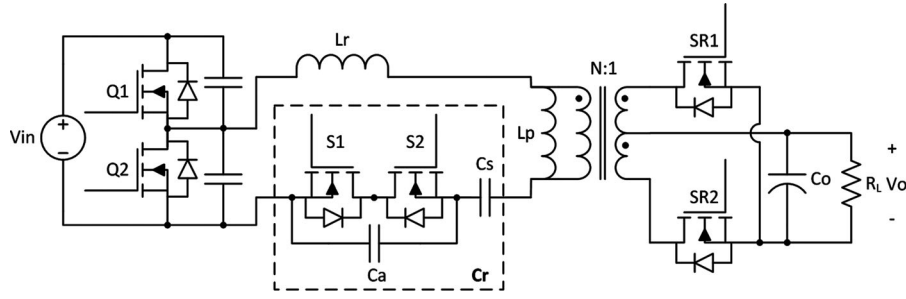 Lr
SR1
N:1
Q1
S1
S2
Vin
+
−
Lp
Cs
Q2
+
Co
RL Vo
SR2
-
Ca
Cr